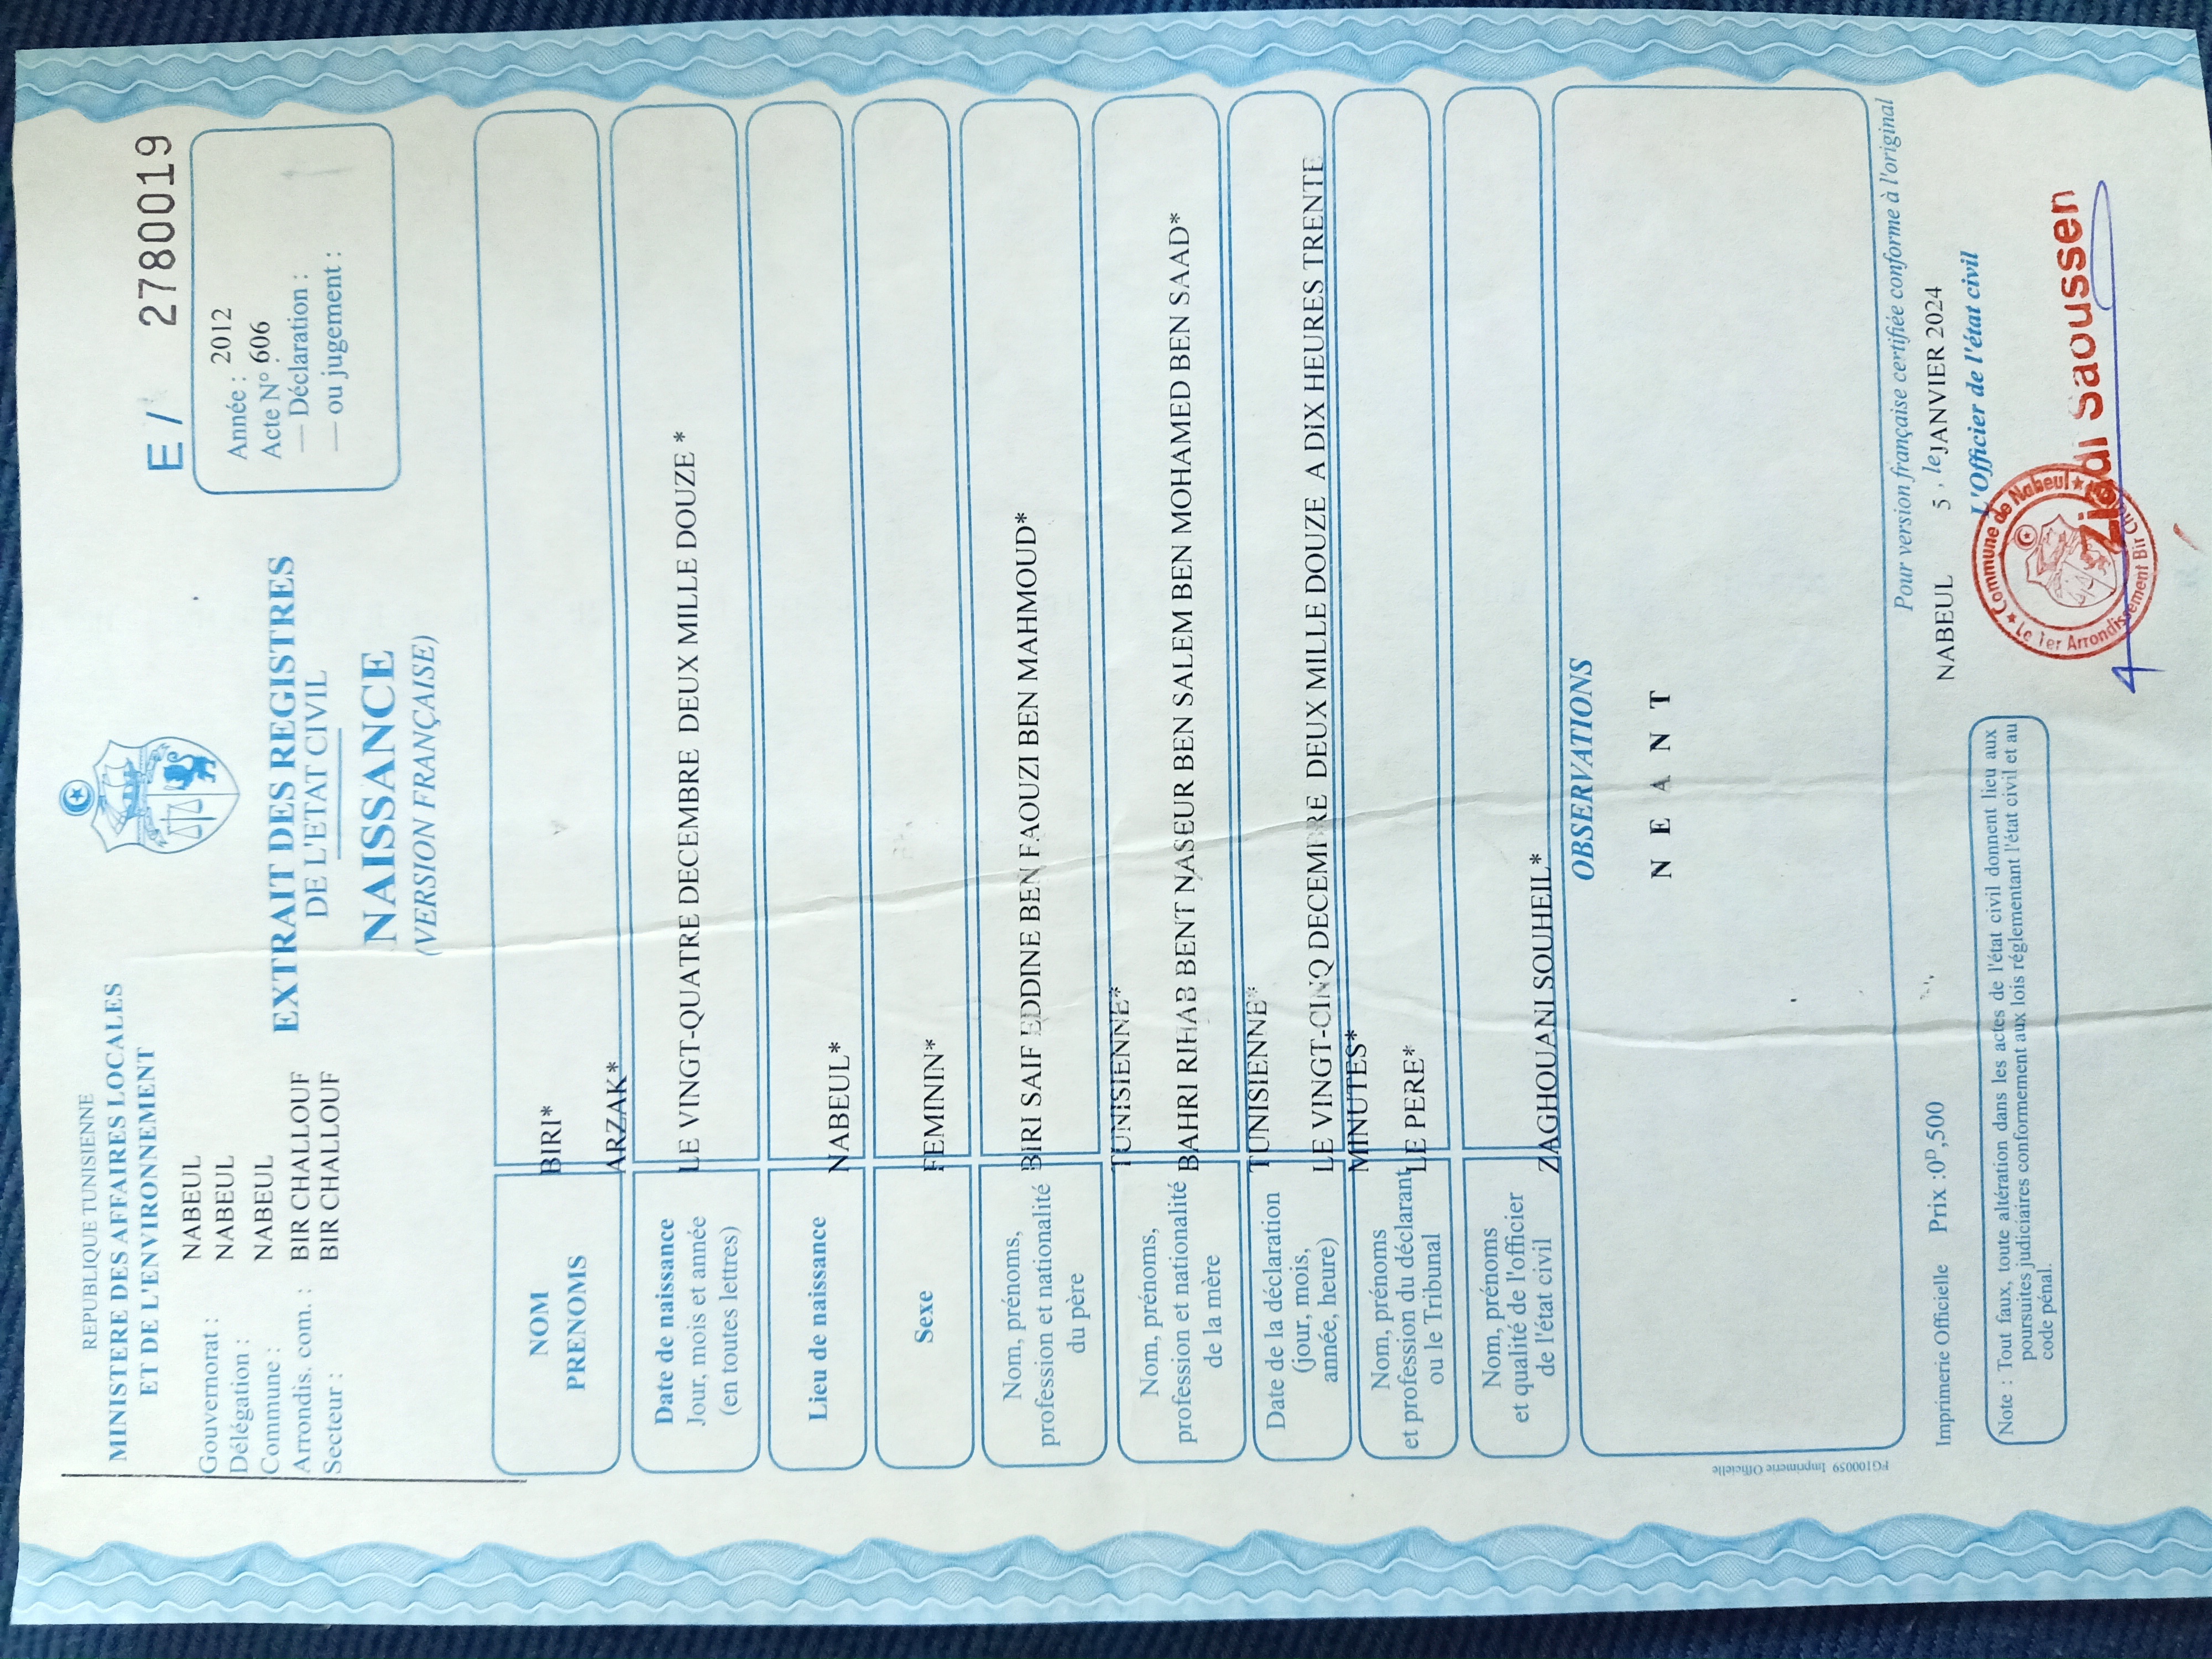 REPUBLIQUE TUNISIENNE
MINISTERE DES AFFAIRES LOCALES
ET DE L'ENVIRONNEMENT
E / 2780019
Gouvernorat : NABEUL
Délégation : NABEUL
Commune : NABEUL
Arrondis. com. : BIR CHALLOUF
Secteur : BIR CHALLOUF
EXTRAIT DES REGISTRES
DE L'ETAT CIVIL
NAISSANCE
(VERSION FRANÇAISE)
Année : 2012
Acte N° 606
— Déclaration :
— ou jugement :
NOM
BIRI*
PRENOMS
ARZAK*
Date de naissance
Jour, mois et année
(en toutes lettres)
LE VINGT-QUATRE DECEMBRE DEUX MILLE DOUZE *
Lieu de naissance
NABEUL*
Sexe
FEMININ*
Nom, prénoms,
profession et nationalité
du père
BIRI SAIF EDDINE BEN FAOUZI BEN MAHMOUD*
TUNISIENNE*
Nom, prénoms,
profession et nationalité
de la mère
BAHRI RIHAB BENT NASEUR BEN SALEM BEN MOHAMED BEN SAAD*
TUNISIENNE*
Date de la déclaration
(jour, mois,
année, heure)
LE VINGT-CINQ DECEMBRE DEUX MILLE DOUZE A DIX HEURES TRENTE
MINUTES*
Nom, prénoms
et profession du déclarant
ou le Tribunal
LE PERE*
Nom, prénoms
et qualité de l'officier
de l'état civil
ZAGHOUANI SOUHEIL*
OBSERVATIONS
N E A N T
FG100059 Imprimerie Officielle
Pour version française certifiée conforme à l'original
NABEUL 5 , le JANVIER 2024
L'Officier de l'état civil
Commune de Nabeul
Le 1er Arrondissement Bir
Zidi Saoussen
Imprimerie Officielle Prix :0D,500
Note : Tout faux, toute altération dans les actes de l'état civil donnent lieu aux
poursuites judiciaires conformement aux lois réglementant l'état civil et au
code pénal.